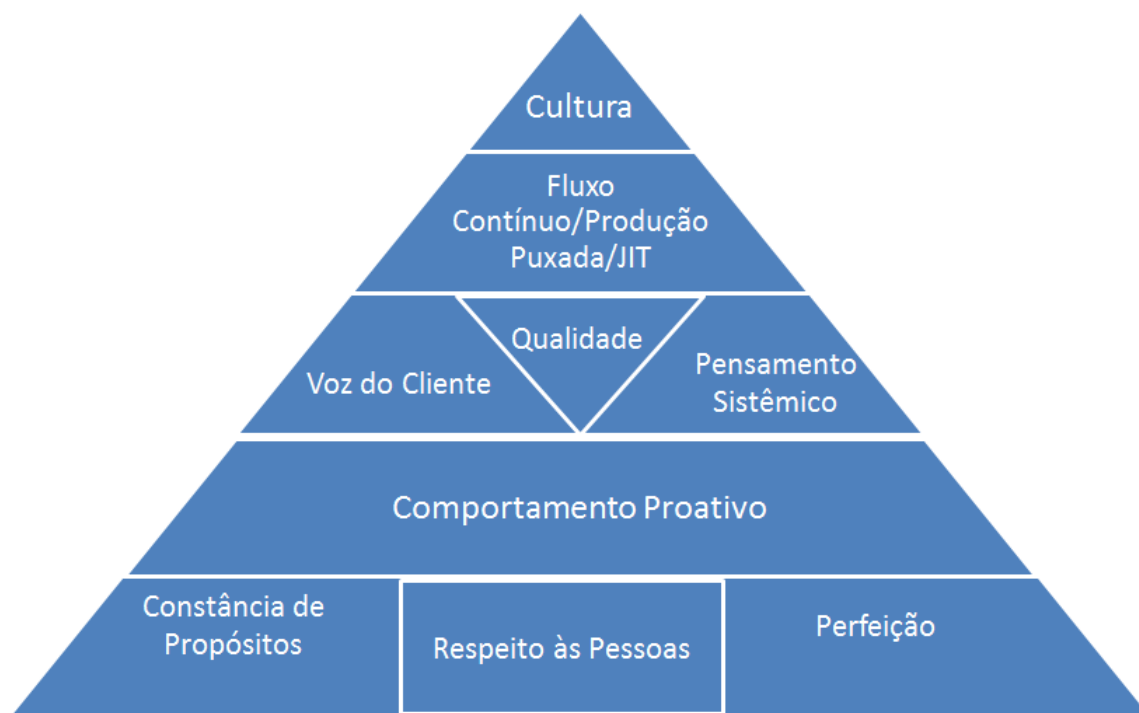 Cultura
Fluxo
Contínuo/Produção
Puxada/JIT
Voz do Cliente
Qualidade
Pensamento
Sistêmico
Comportamento Proativo
Constância de
Propósitos
Respeito às Pessoas
Perfeição